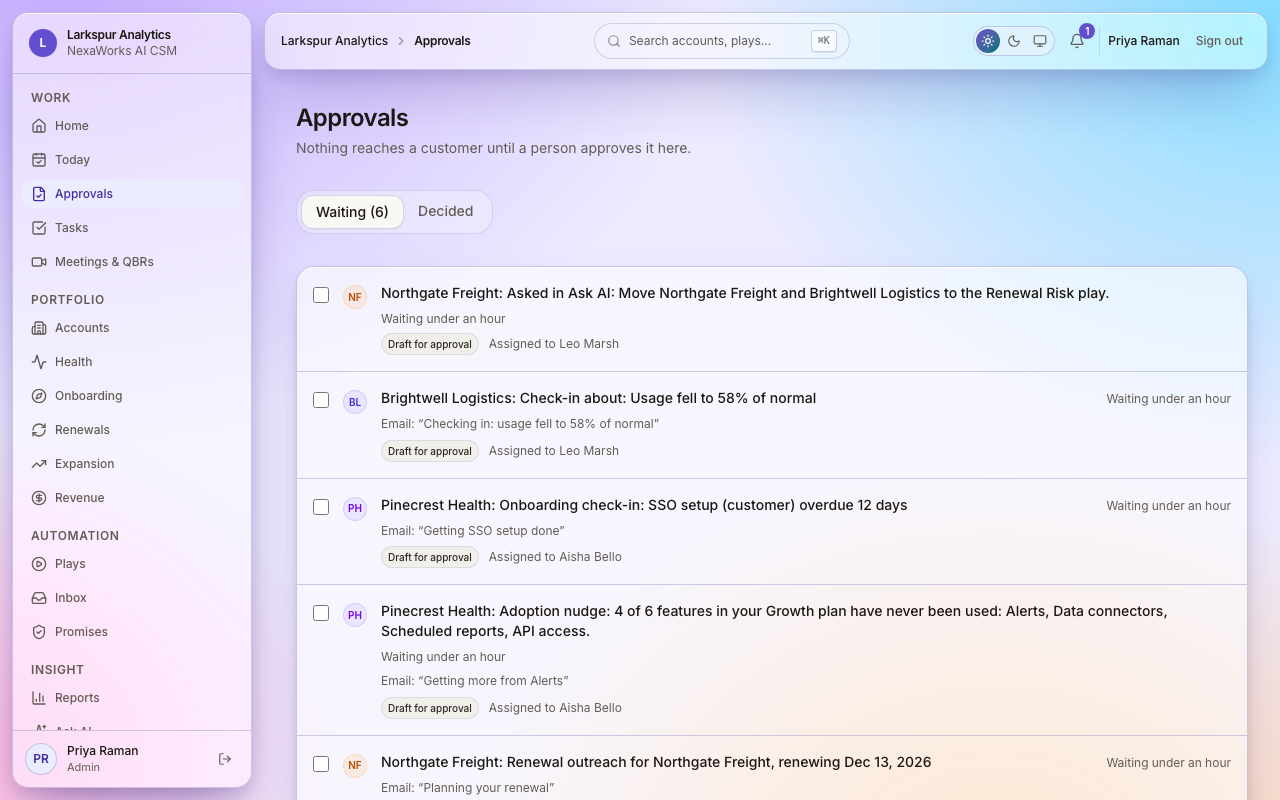 L
Larkspur Analytics
NexaWorks AI CSM
WORK
Home
Today
Approvals
Tasks
Meetings & QBRs
PORTFOLIO
Accounts
Health
Onboarding
Renewals
Expansion
Revenue
AUTOMATION
Plays
Inbox
Promises
INSIGHT
Reports
Ask AI
PR
Priya Raman
Admin
Larkspur Analytics > Approvals
Search accounts, plays... ⌘K
1
Priya Raman
Sign out
Approvals
Nothing reaches a customer until a person approves it here.
Waiting (6)
Decided
NF
Northgate Freight: Asked in Ask AI: Move Northgate Freight and Brightwell Logistics to the Renewal Risk play.
Waiting under an hour
Draft for approval Assigned to Leo Marsh
BL
Brightwell Logistics: Check-in about: Usage fell to 58% of normal
Waiting under an hour
Email: “Checking in: usage fell to 58% of normal”
Draft for approval Assigned to Leo Marsh
PH
Pinecrest Health: Onboarding check-in: SSO setup (customer) overdue 12 days
Waiting under an hour
Email: “Getting SSO setup done”
Draft for approval Assigned to Aisha Bello
PH
Pinecrest Health: Adoption nudge: 4 of 6 features in your Growth plan have never been used: Alerts, Data connectors,
Scheduled reports, API access.
Waiting under an hour
Email: “Getting more from Alerts”
Draft for approval Assigned to Aisha Bello
NF
Northgate Freight: Renewal outreach for Northgate Freight, renewing Dec 13, 2026
Waiting under an hour
Email: “Planning your renewal”